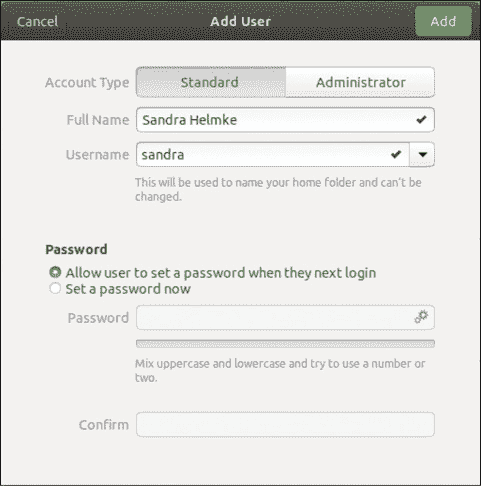 Cancel Add User Add
Account Type Standard Administrator
Full Name Sandra Helmke
Username sandra
This will be used to name your home folder and can't be
changed.
Password
Allow user to set a password when they next login
Set a password now
Password
Mix uppercase and lowercase and try to use a number or
two.
Confirm